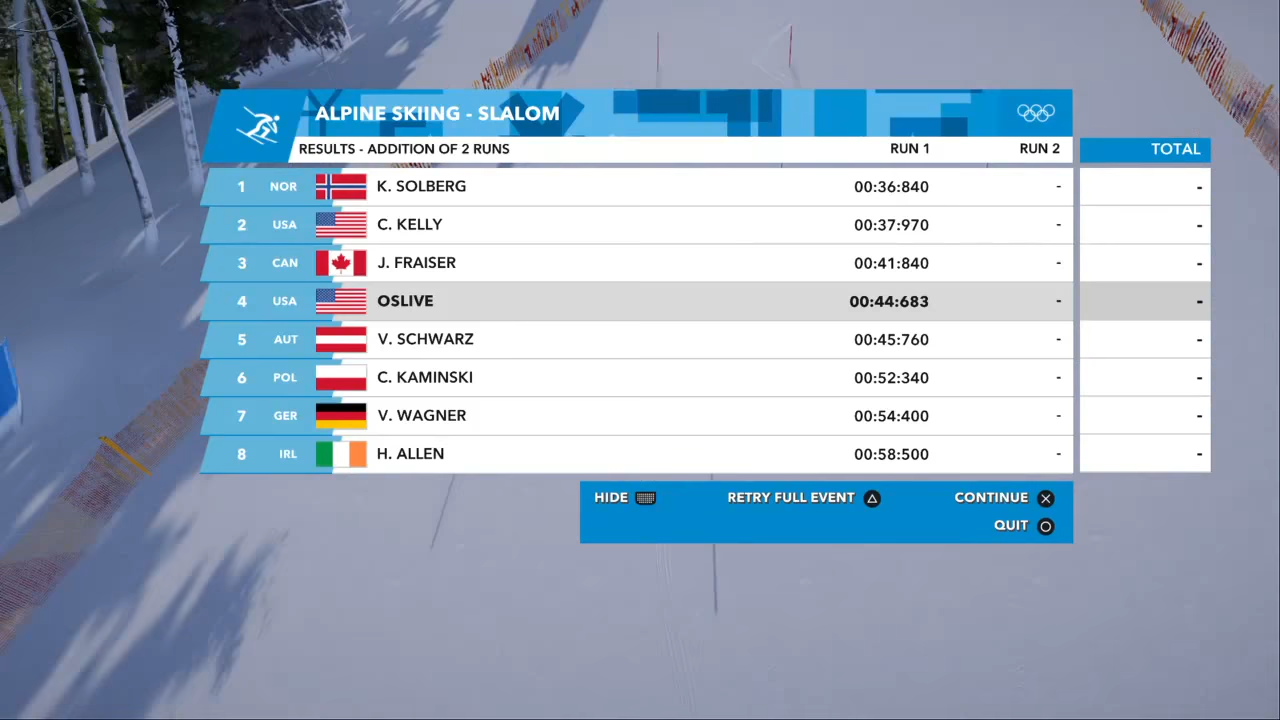 ALPINE SKIING - SLALOM
RESULTS - ADDITION OF 2 RUNS RUN 1 RUN 2 TOTAL
1 NOR K. SOLBERG 00:36:840 - -
2 USA C. KELLY 00:37:970 - -
3 CAN J. FRAISER 00:41:840 - -
4 USA OSLIVE 00:44:683 - -
5 AUT V. SCHWARZ 00:45:760 - -
6 POL C. KAMINSKI 00:52:340 - -
7 GER V. WAGNER 00:54:400 - -
8 IRL H. ALLEN 00:58:500 - -
HIDE RETRY FULL EVENT CONTINUE
QUIT